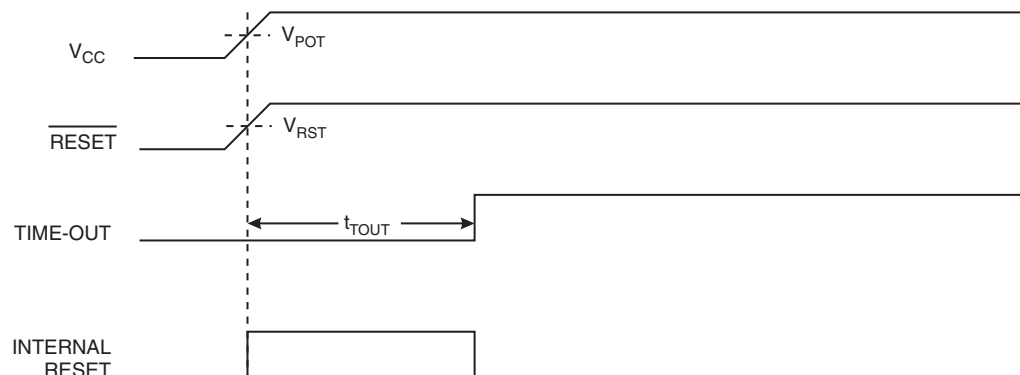 V_CC
V_POT
RESET
V_RST
TIME-OUT
t_TOUT
INTERNAL
RESET